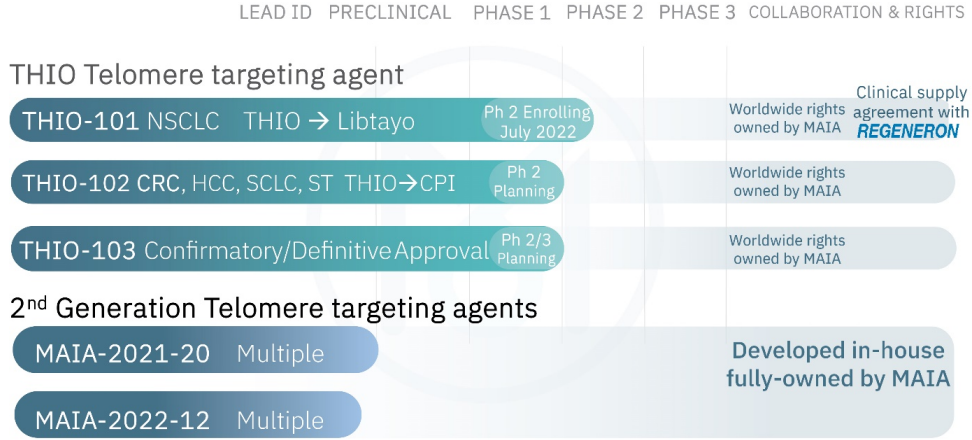 LEAD ID PRECLINICAL PHASE 1 PHASE 2 PHASE 3 COLLABORATION & RIGHTS
THIO Telomere targeting agent
THIO-101 NSCLC THIO → Libtayo
Ph 2 Enrolling
July 2022
Worldwide rights
owned by MAIA
Clinical supply
agreement with
REGENERON
THIO-102 CRC, HCC, SCLC, ST THIO→CPI
Ph 2
Planning
Worldwide rights
owned by MAIA
THIO-103 Confirmatory/Definitive Approval
Ph 2/3
Planning
Worldwide rights
owned by MAIA
2nd Generation Telomere targeting agents
MAIA-2021-20 Multiple
MAIA-2022-12 Multiple
Developed in-house
fully-owned by MAIA